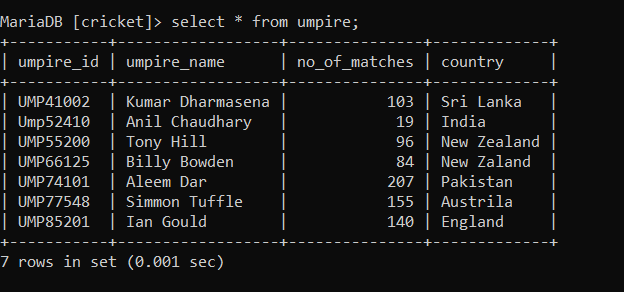 MariaDB [cricket]> select * from umpire;
+-----------+-----------------+---------------+-------------+
| umpire_id | umpire_name     | no_of_matches | country     |
+-----------+-----------------+---------------+-------------+
| UMP41002  | Kumar Dharmasena |           103 | Sri Lanka   |
| Ump52410  | Anil Chaudhary  |            19 | India       |
| UMP55200  | Tony Hill       |            96 | New Zealand |
| UMP66125  | Billy Bowden    |            84 | New Zaland  |
| UMP74101  | Aleem Dar       |           207 | Pakistan    |
| UMP77548  | Simmon Tuffle   |           155 | Austrila    |
| UMP85201  | Ian Gould       |           140 | England     |
+-----------+-----------------+---------------+-------------+
7 rows in set (0.001 sec)